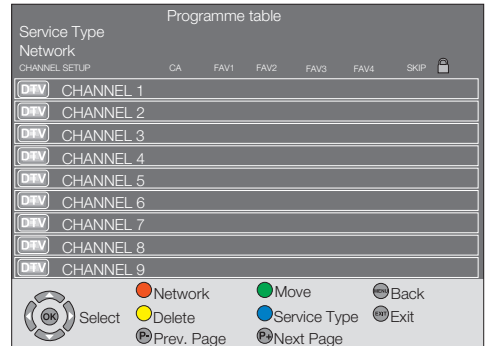 Programme table
Service Type
Network
CHANNEL SETUP CA FAV1 FAV2 FAV3 FAV4 SKIP
DTV CHANNEL 1
DTV CHANNEL 2
DTV CHANNEL 3
DTV CHANNEL 4
DTV CHANNEL 5
DTV CHANNEL 6
DTV CHANNEL 7
DTV CHANNEL 8
DTV CHANNEL 9
Network Move MENU Back
OK Select Delete Service Type EXIT Exit
P- Prev. Page P+ Next Page